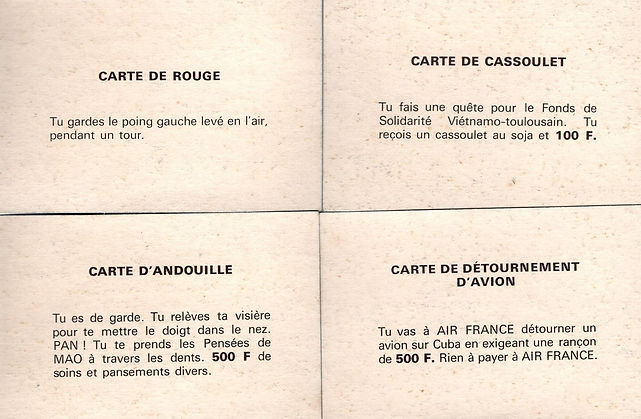 CARTE DE ROUGE
Tu gardes le poing gauche levé en l'air,
pendant un tour.
CARTE DE CASSOULET
Tu fais une quête pour le Fonds de
Solidarité Viétnamo-toulousain. Tu
reçois un cassoulet au soja et 100 F.
CARTE D'ANDOUILLE
Tu es de garde. Tu relèves ta visière
pour te mettre le doigt dans le nez.
PAN ! Tu te prends les Pensées de
MAO à travers les dents. 500 F de
soins et pansements divers.
CARTE DE DÉTOURNEMENT
D'AVION
Tu vas à AIR FRANCE détourner un
avion sur Cuba en exigeant une rançon
de 500 F. Rien à payer à AIR FRANCE.